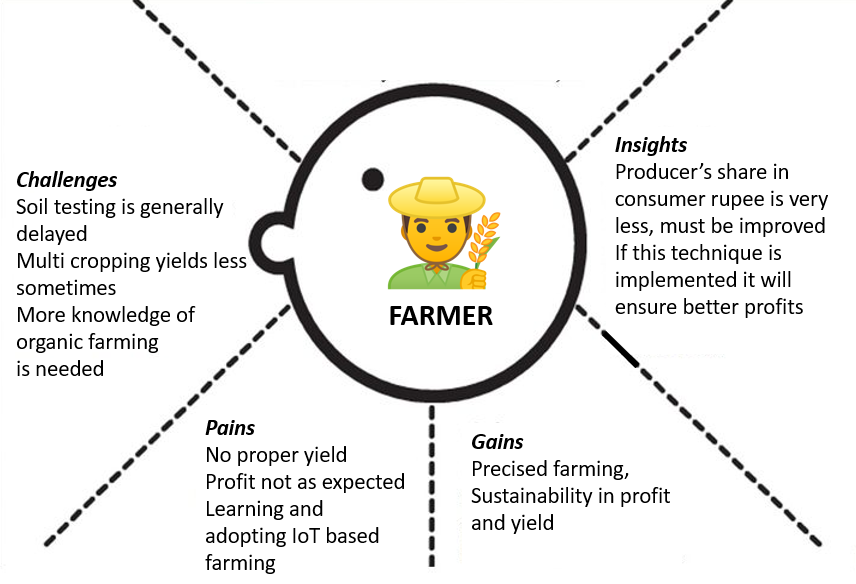 Challenges
Soil testing is generally
delayed
Multi cropping yields less
sometimes
More knowledge of
organic farming
is needed
FARMER
Insights
Producer’s share in
consumer rupee is very
less, must be improved
If this technique is
implemented it will
ensure better profits
Pains
No proper yield
Profit not as expected
Learning and
adopting IoT based
farming
Gains
Precised farming,
Sustainability in profit
and yield